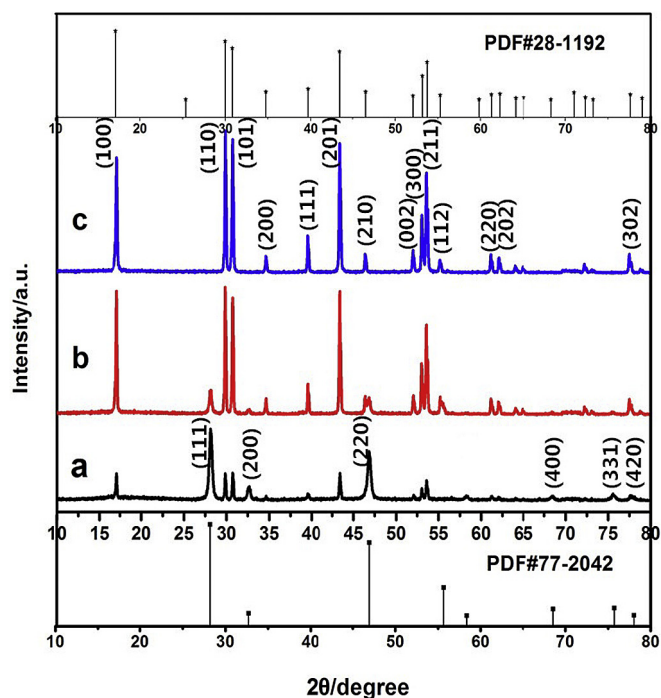 PDF#28-1192
10 20 30 40 50 60 70 80
(100) (110) (101) (200) (111) (201) (210) (002) (300) (211) (112) (220) (202) (302)
c
b
a
(111) (200) (220) (400) (331) (420)
10 15 20 25 30 35 40 45 50 55 60 65 70 75 80
PDF#77-2042
10 20 30 40 50 60 70 80
2θ/degree
Intensity/a.u.